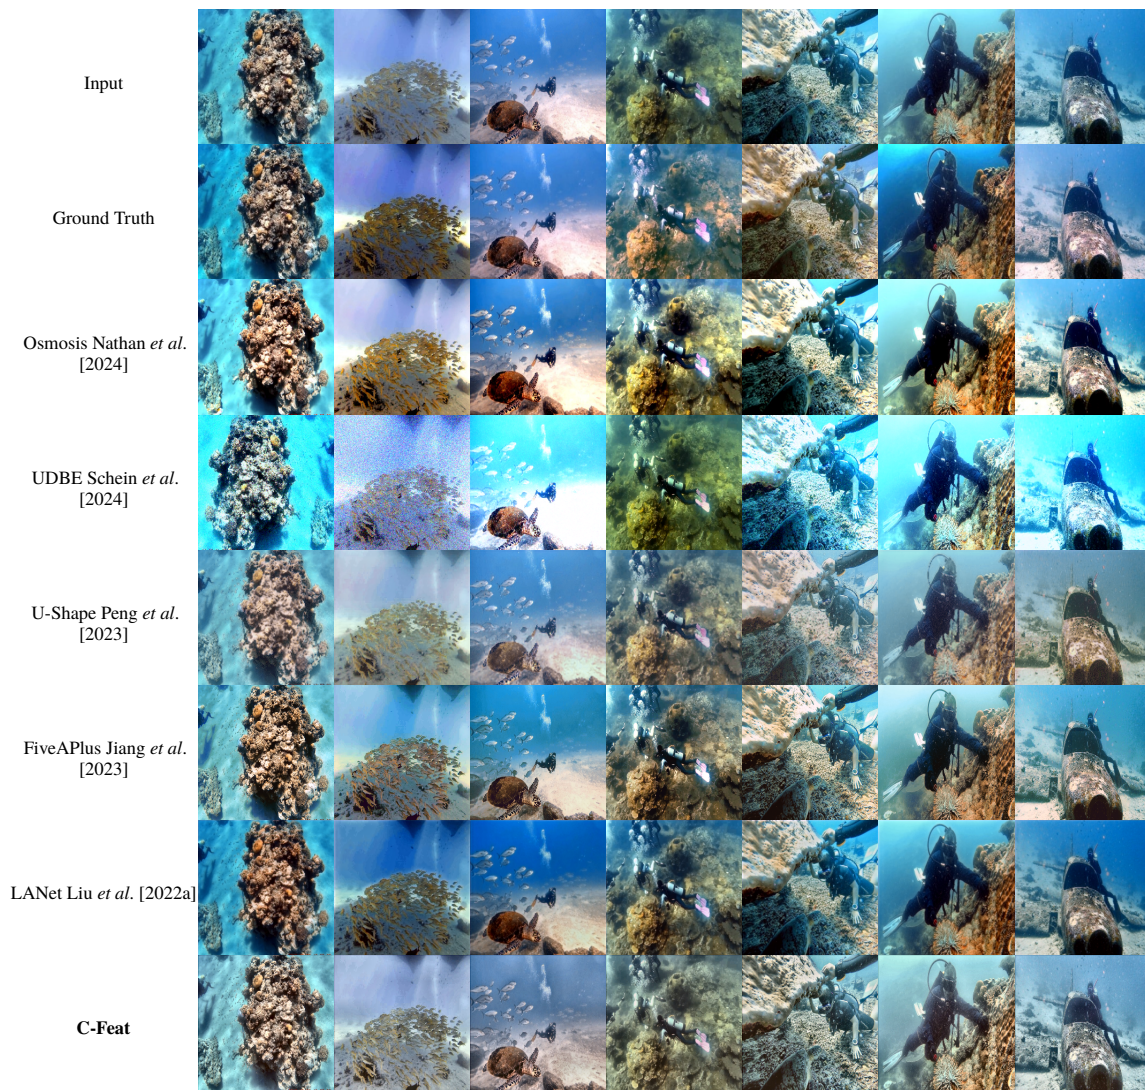 Input
Ground Truth
Osmosis Nathan et al.
[2024]
UDBE Schein et al.
[2024]
U-Shape Peng et al.
[2023]
FiveAPlus Jiang et al.
[2023]
LANet Liu et al. [2022a]
C-Feat